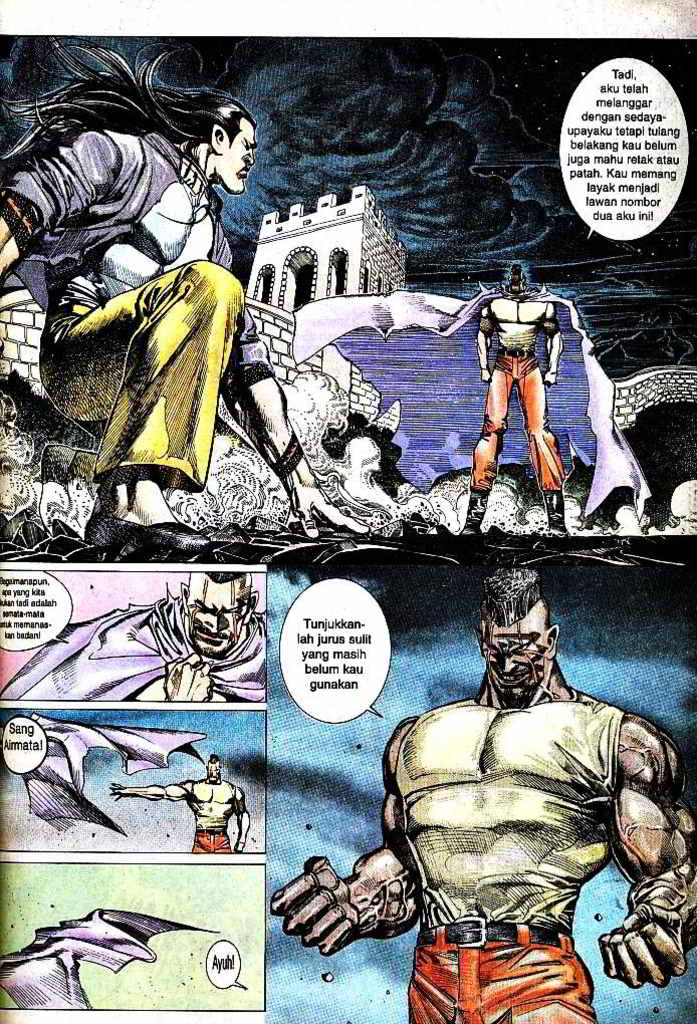 Tadi,
aku telah
melanggar
dengan sedaya-
upayaku tetapi tulang
belakang kau belum
juga mahu relak atau
patah. Kau memang
layak menjadi
lawan nombor
dua aku ini!
Bagaimanapun,
apa yang kita
lukan tadi adalah
semata-mata
untuk memanas-
kan badan!
Tunjukkan-
lah jurus sulit
yang masih
belum kau
gunakan
Sang
Airmata!
Ayuh!